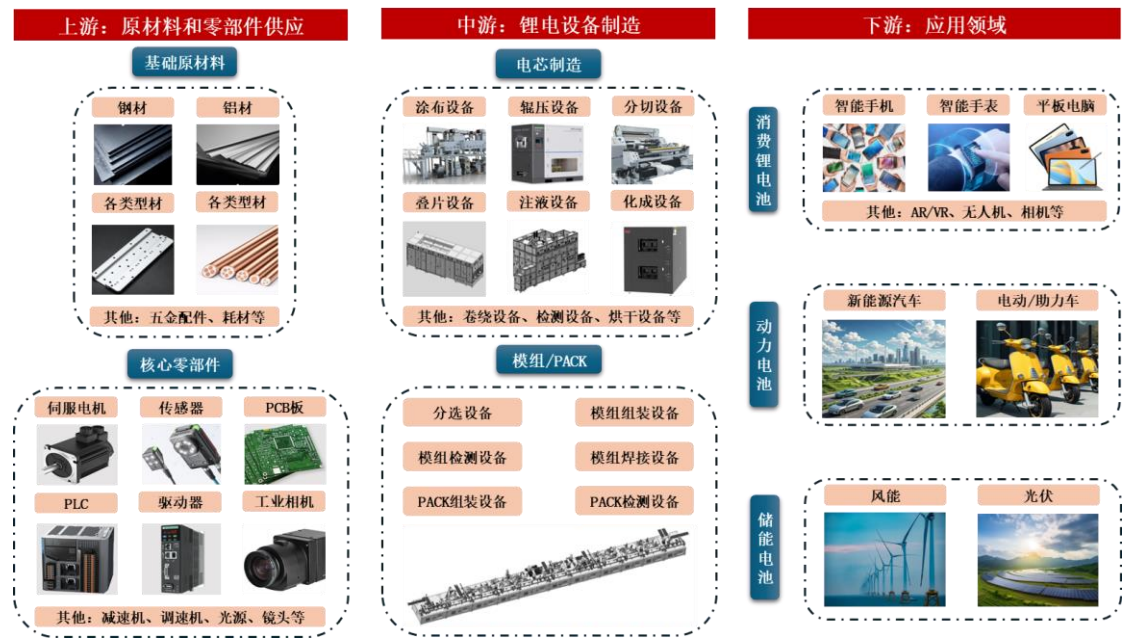 上游：原材料和零部件供应
基础原材料
钢材
铝材
各类型材
各类型材
其他：五金配件、耗材等
核心零部件
伺服电机
传感器
PCB板
PLC
驱动器
工业相机
其他：减速机、调速机、光源、镜头等
中游：锂电设备制造
电芯制造
涂布设备
辊压设备
分切设备
叠片设备
注液设备
化成设备
其他：卷绕设备、检测设备、烘干设备等
模组/PACK
分选设备
模组组装设备
模组检测设备
模组焊接设备
PACK组装设备
PACK检测设备
下游：应用领域
消费锂电池
智能手机
智能手表
平板电脑
其他：AR/VR、无人机、相机等
动力电池
新能源汽车
电动/助力车
储能电池
风能
光伏